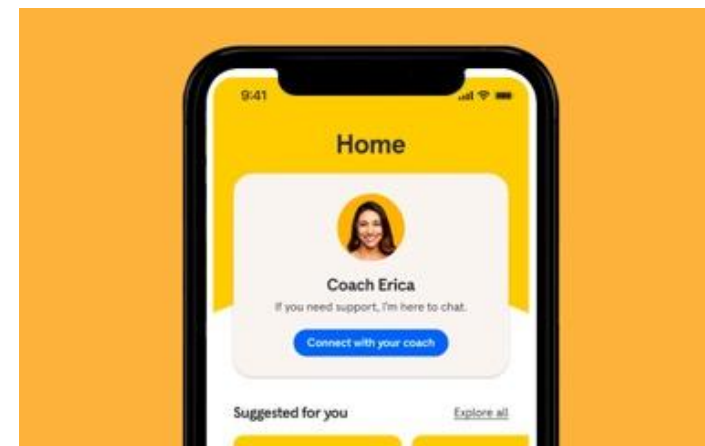 9:41
Home
Coach Erica
If you need support, I'm here to chat.
Connect with your coach
Suggested for you
Explore all